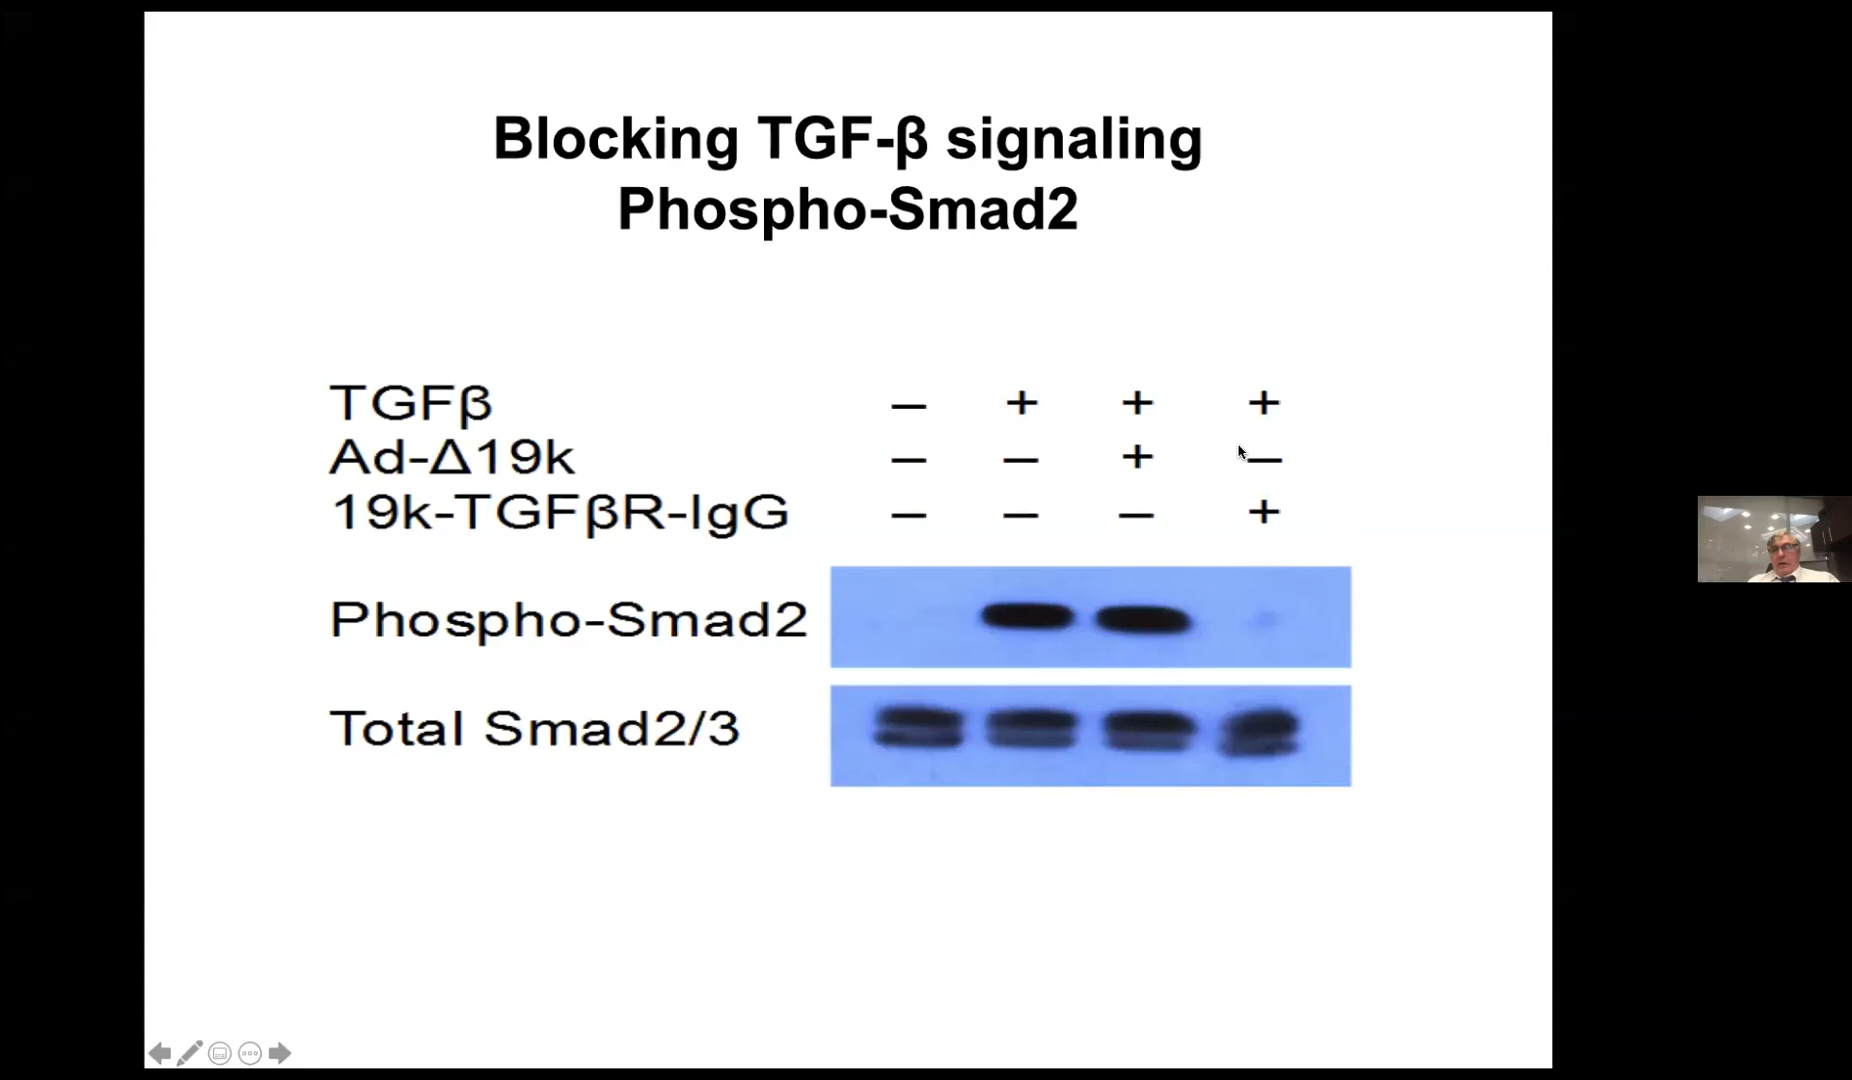 Blocking TGF-β signaling
Phospho-Smad2
TGFβ – + + +
Ad-Δ19k – – + –
19k-TGFβR-IgG – – – +
Phospho-Smad2
Total Smad2/3